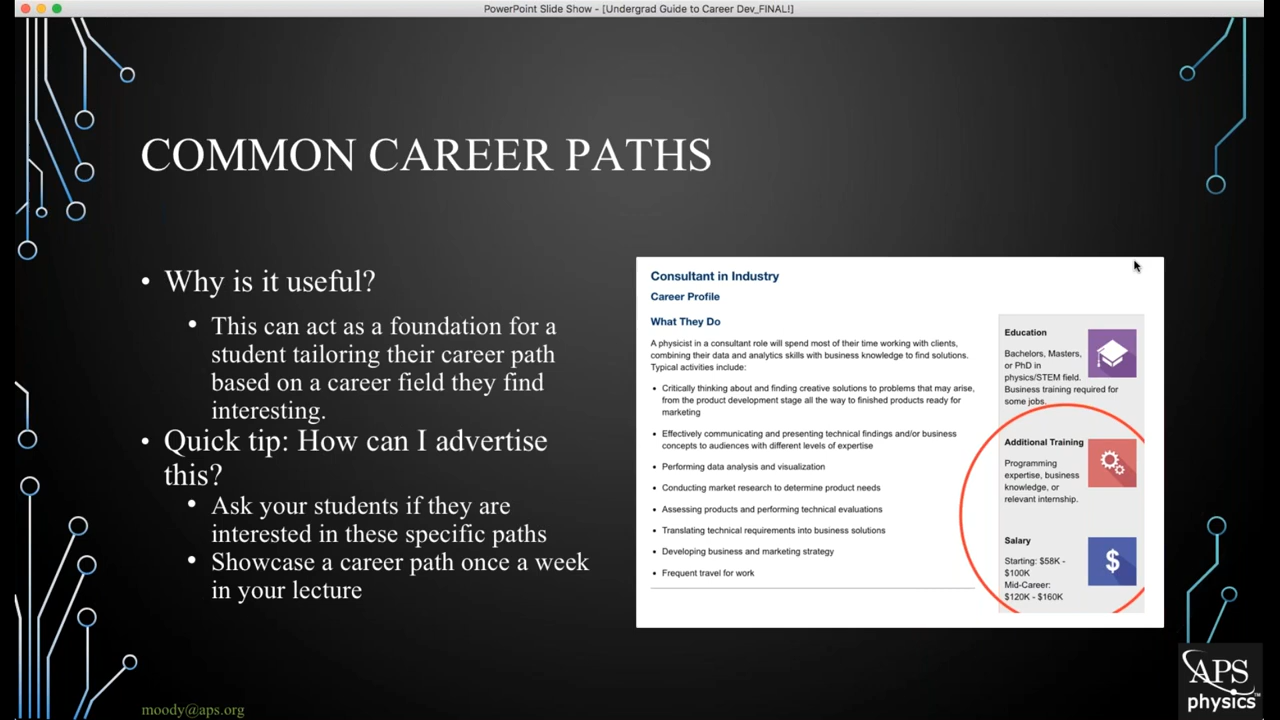 PowerPoint Slide Show - [Undergrad Guide to Career Dev_FINAL!]
COMMON CAREER PATHS
• Why is it useful?
• This can act as a foundation for a
student tailoring their career path
based on a career field they find
interesting.
• Quick tip: How can I advertise
this?
• Ask your students if they are
interested in these specific paths
• Showcase a career path once a week
in your lecture
Consultant in Industry
Career Profile
What They Do
A physicist in a consultant role will spend most of their time working with clients,
combining their data and analytics skills with business knowledge to find solutions.
Typical activities include:
• Critically thinking about and finding creative solutions to problems that may arise,
from the product development stage all the way to finished products ready for
marketing
• Effectively communicating and presenting technical findings and/or business
concepts to audiences with different levels of expertise
• Performing data analysis and visualization
• Conducting market research to determine product needs
• Assessing products and performing technical evaluations
• Translating technical requirements into business solutions
• Developing business and marketing strategy
• Frequent travel for work
Education
Bachelors, Masters,
or PhD in
physics/STEM field.
Business training required for
some jobs.
Additional Training
Programming
expertise, business
knowledge, or
relevant internship.
Salary
Starting: $58K -
$100K
Mid-Career:
$120K - $160K
$
moody@aps.org
APS
physics™